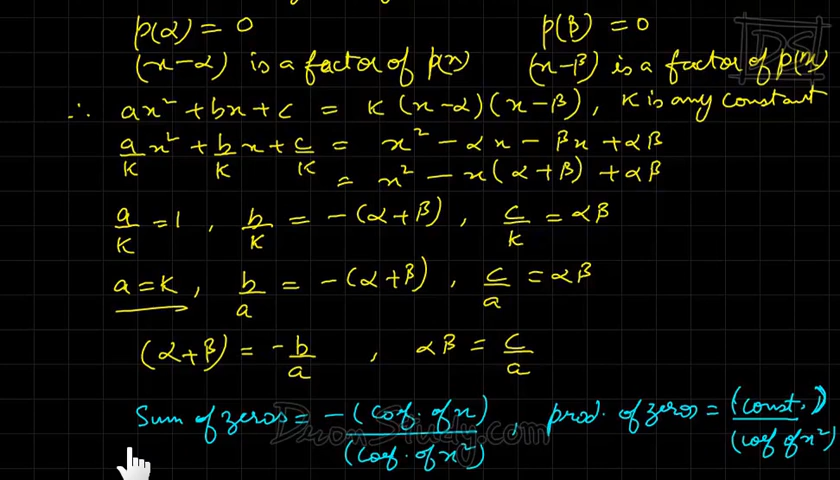 p(α) = 0 p(β) = 0
(x-α) is a factor of p(x) (x-β) is a factor of p(x)
∴ ax² + bx + c = K (x-α)(x-β), K is any constant
a/K x² + b/K x + c/K = x² - αx - βx + αβ
= x² - x(α+β) + αβ
a/K = 1, b/K = -(α+β), c/K = αβ
a = K, b/a = -(α+β), c/a = αβ
(α+β) = -b/a, αβ = c/a
Sum of zeros = -(Coef. of x)/(Coef. of x²), prod. of zeros = (const.)/(coef of x²)
DronStudy.com